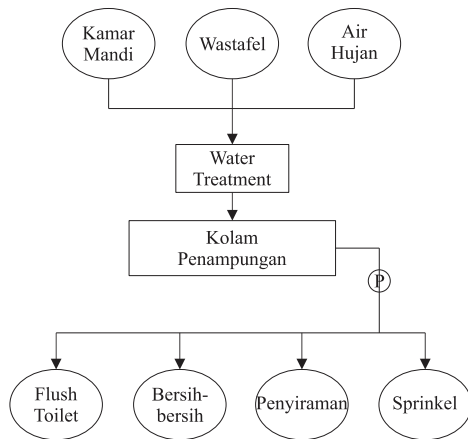 Kamar
Mandi
Wastafel
Air
Hujan
Water
Treatment
Kolam
Penampungan
P
Flush
Toilet
Bersih-
bersih
Penyiraman
Sprinkel